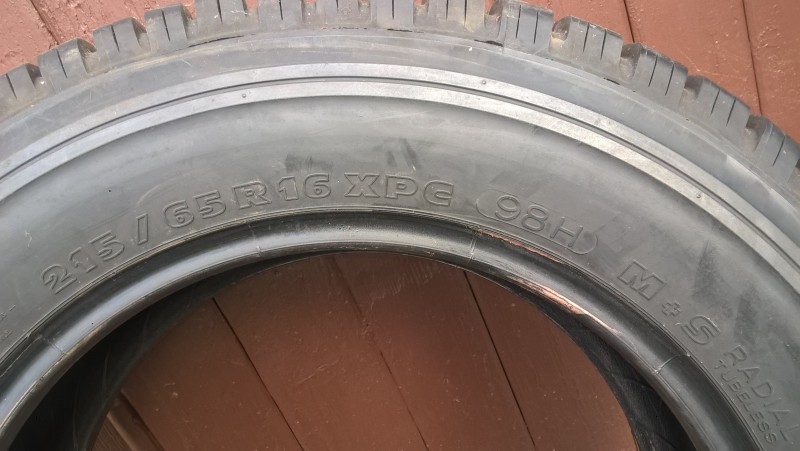 215/65R16 XPC (98H) M+S RADIAL
TUBELESS